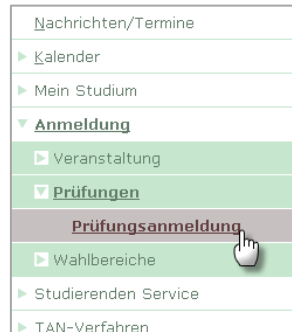 Nachrichten/Termine
Kalender
Mein Studium
Anmeldung
Veranstaltung
Prüfungen
Prüfungsanmeldung
Wahlbereiche
Studierenden Service
TAN-Verfahren